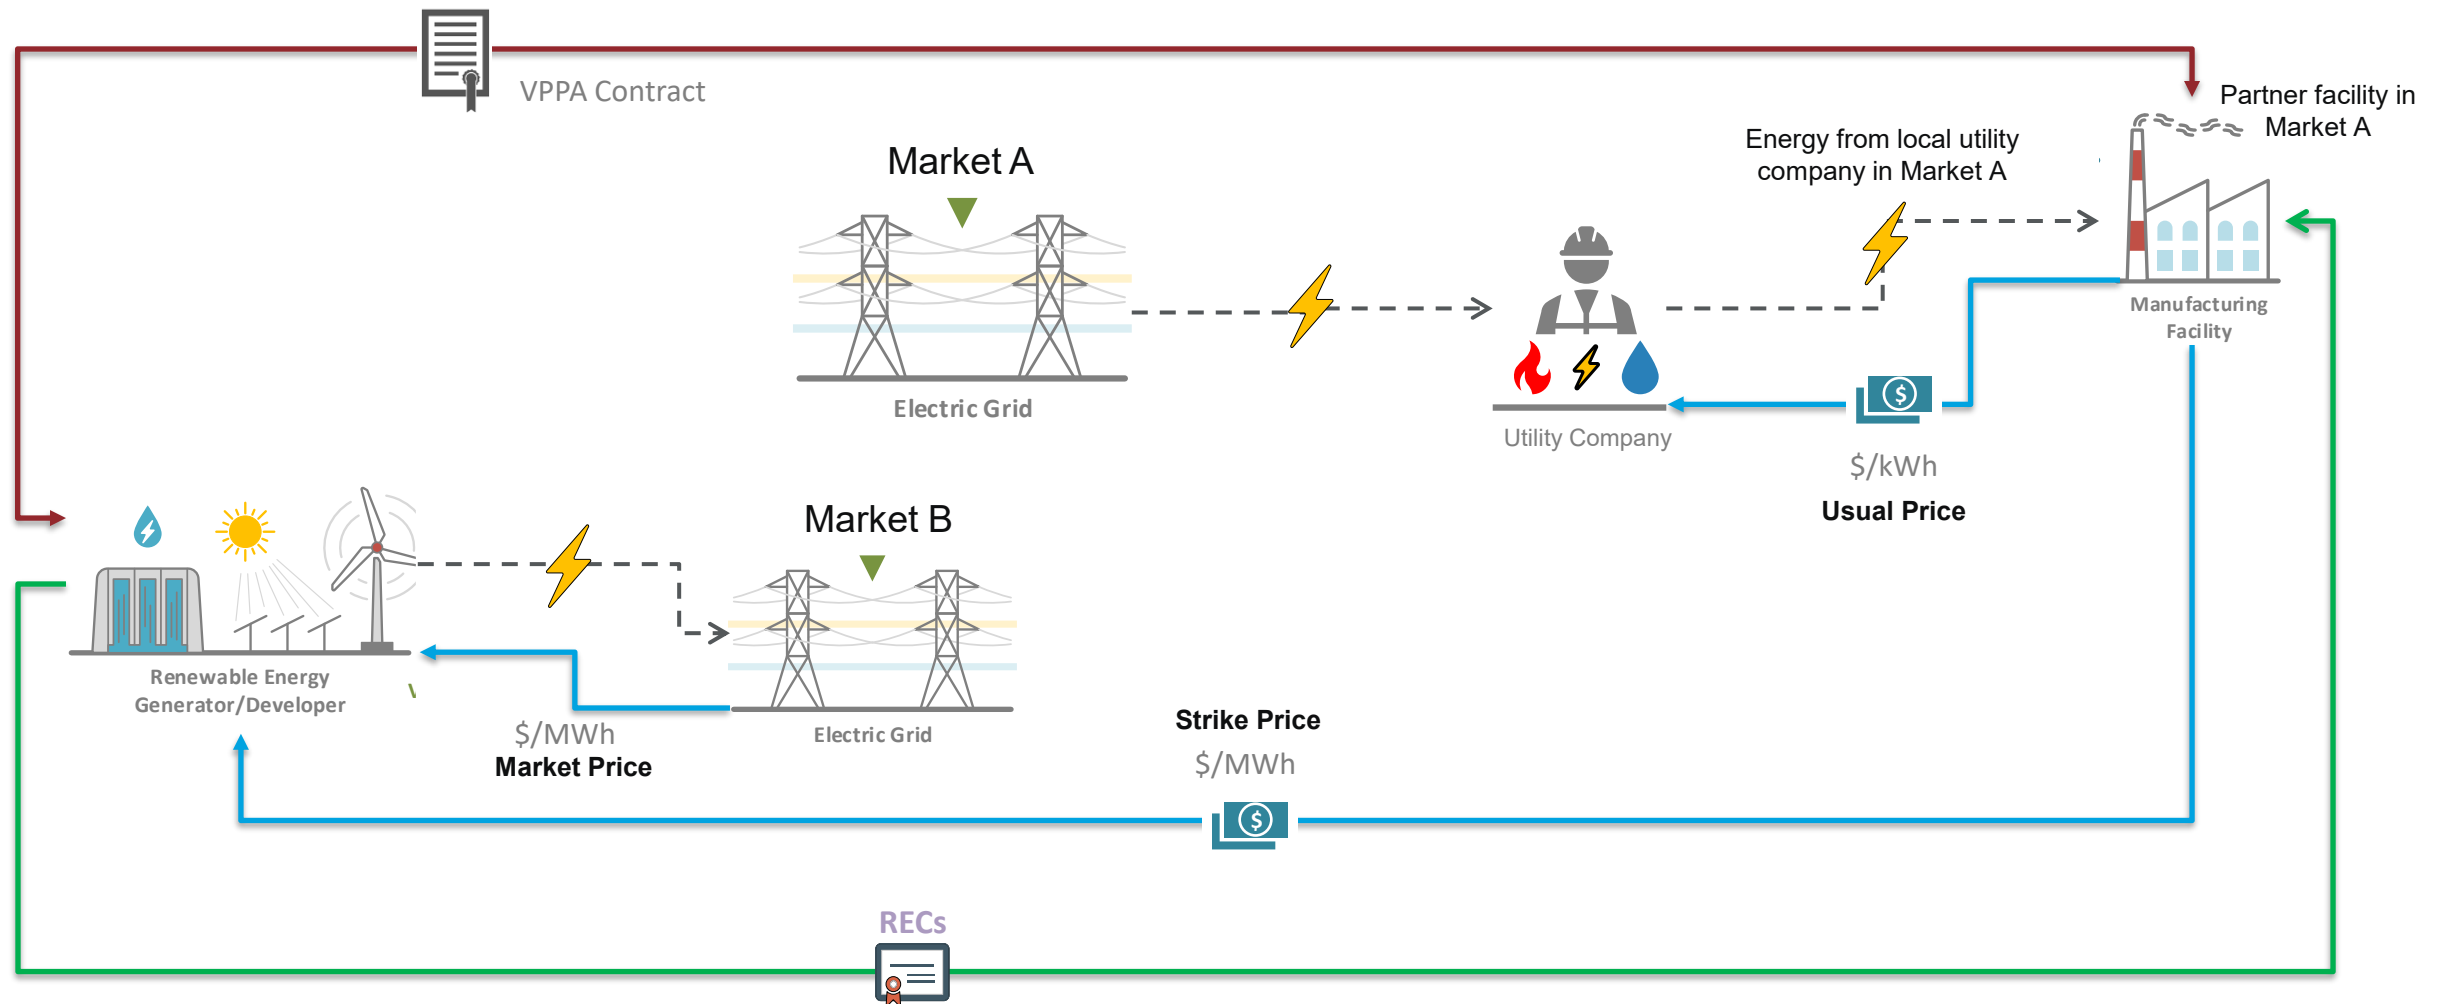 VPPA Contract
Partner facility in
Market A
Energy from local utility
company in Market A
Market A
Manufacturing
Facility
Electric Grid
Utility Company
$
$/kWh
Usual Price
Market B
Renewable Energy
Generator/Developer
Electric Grid
$/MWh
Market Price
Strike Price
$/MWh
$
RECs